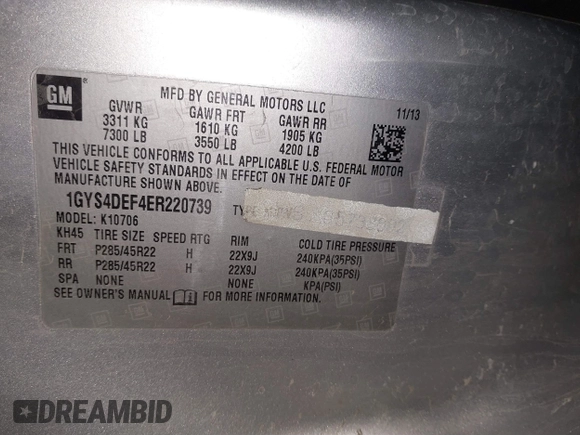 GM
®
MFD BY GENERAL MOTORS LLC
11/13
GVWR GAWR FRT GAWR RR
3311 KG 1610 KG 1905 KG
7300 LB 3550 LB 4200 LB
THIS VEHICLE CONFORMS TO ALL APPLICABLE U.S. FEDERAL MOTOR
VEHICLE SAFETY STANDARDS IN EFFECT ON THE DATE OF
MANUFACTURE SHOWN ABOVE.
1GYS4DEF4ER220739 TYPE:
MODEL: K10706
KH45 TIRE SIZE SPEED RTG RIM COLD TIRE PRESSURE
FRT P285/45R22 H 22X9J 240KPA(35PSI)
RR P285/45R22 H 22X9J 240KPA(35PSI)
SPA NONE NONE KPA(PSI)
SEE OWNER'S MANUAL FOR MORE INFORMATION
DREAMBID